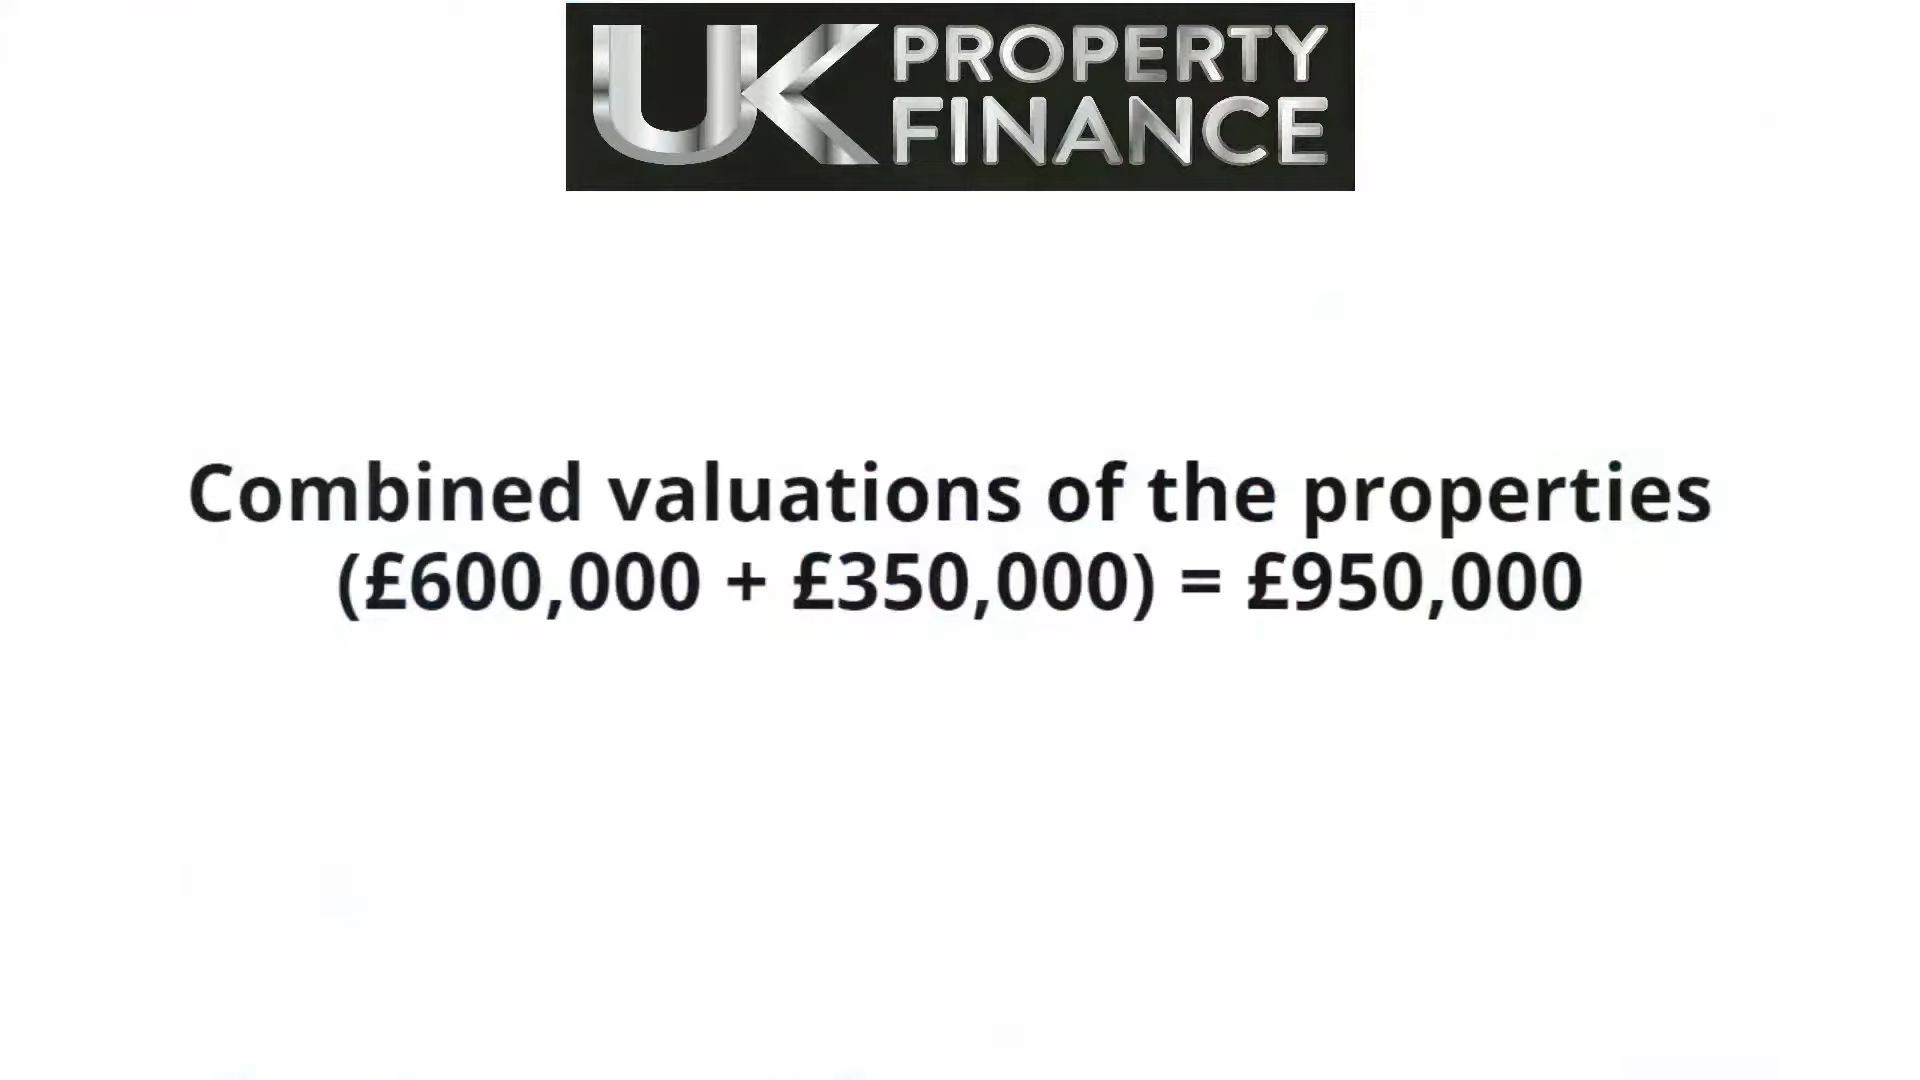 UK PROPERTY
FINANCE
Combined valuations of the properties
(£600,000 + £350,000) = £950,000